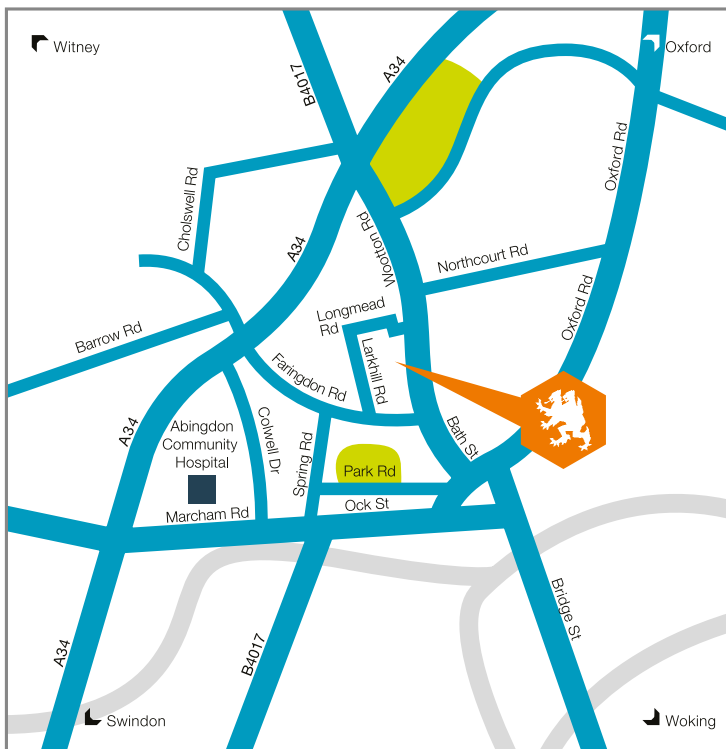 Witney
Oxford
B4017
A34
Cholswell Rd
Oxford Rd
Wootton Rd
A34
Northcourt Rd
Oxford Rd
Longmead
Rd
Barrow Rd
Larkhill Rd
Faringdon Rd
A34
Abingdon
Community
Hospital
Colwell Dr
Bath St
Spring Rd
Park Rd
Ock St
Marcham Rd
Bridge St
A34
B4017
Swindon
Woking